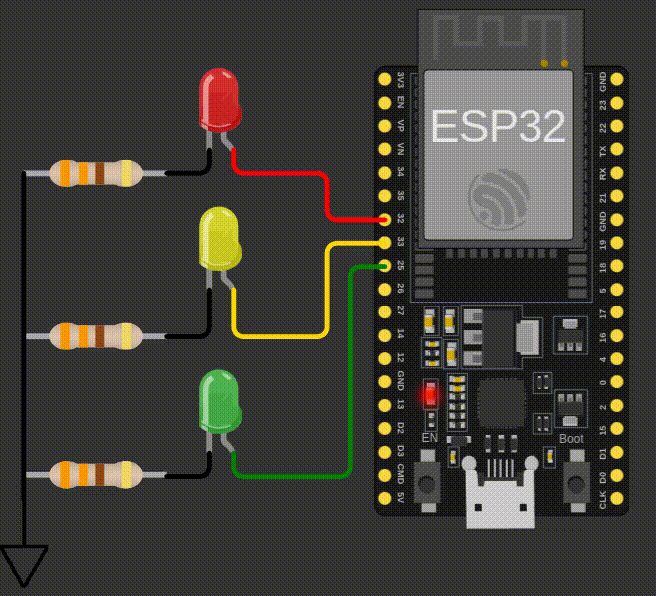 ESP32
3V3
EN
VP
VN
34
35
32
33
25
26
27
14
12
GND
13
D2
D3
CMD
5V
GND
23
22
TX
RX
21
GND
19
18
5
17
16
4
0
2
15
D1
D0
CLK
EN
Boot